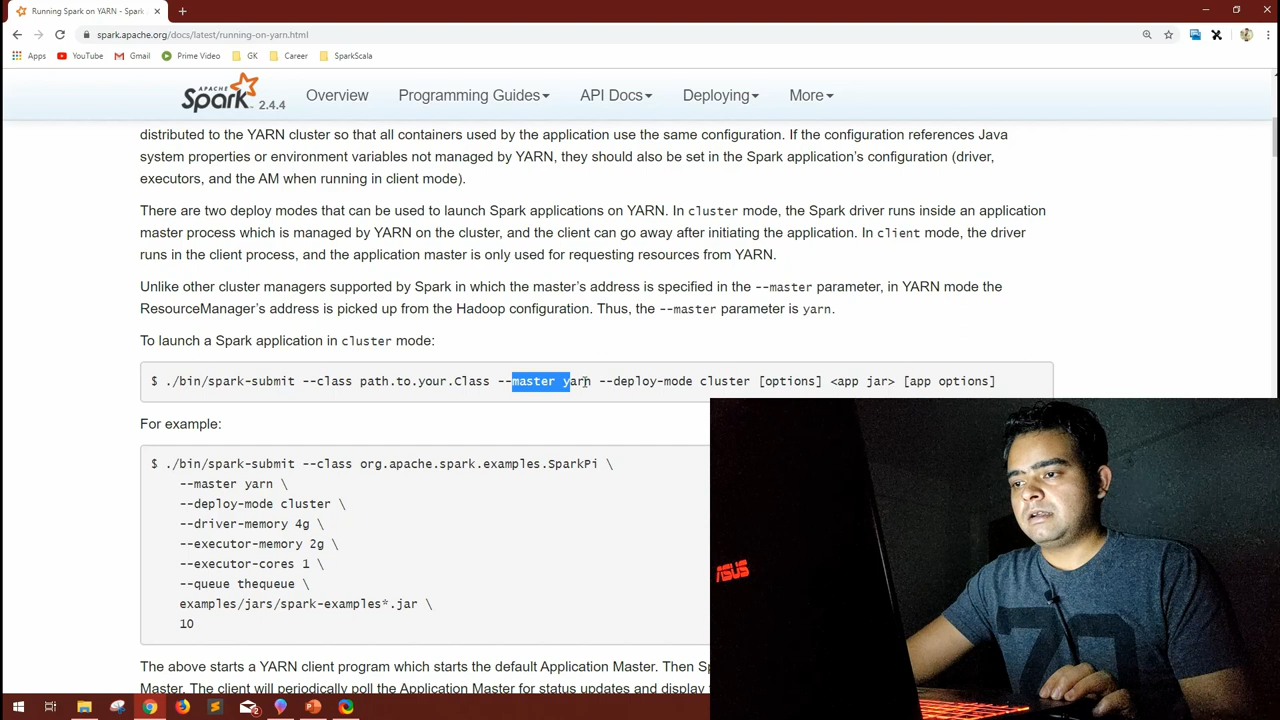 Running Spark on YARN - Spark
spark.apache.org/docs/latest/running-on-yarn.html
Apps YouTube Gmail Prime Video GK Career SparkScala
APACHE Spark 2.4.4 Overview Programming Guides API Docs Deploying More
distributed to the YARN cluster so that all containers used by the application use the same configuration. If the configuration references Java
system properties or environment variables not managed by YARN, they should also be set in the Spark application's configuration (driver,
executors, and the AM when running in client mode).
There are two deploy modes that can be used to launch Spark applications on YARN. In cluster mode, the Spark driver runs inside an application
master process which is managed by YARN on the cluster, and the client can go away after initiating the application. In client mode, the driver
runs in the client process, and the application master is only used for requesting resources from YARN.
Unlike other cluster managers supported by Spark in which the master's address is specified in the --master parameter, in YARN mode the
ResourceManager's address is picked up from the Hadoop configuration. Thus, the --master parameter is yarn.
To launch a Spark application in cluster mode:
$ ./bin/spark-submit --class path.to.your.Class --master yarn --deploy-mode cluster [options] <app jar> [app options]
For example:
$ ./bin/spark-submit --class org.apache.spark.examples.SparkPi \
--master yarn \
--deploy-mode cluster \
--driver-memory 4g \
--executor-memory 2g \
--executor-cores 1 \
--queue thequeue \
examples/jars/spark-examples*.jar \
10
The above starts a YARN client program which starts the default Application Master. Then
Master. The client will periodically poll the Application Master for status updates and display
ASUS